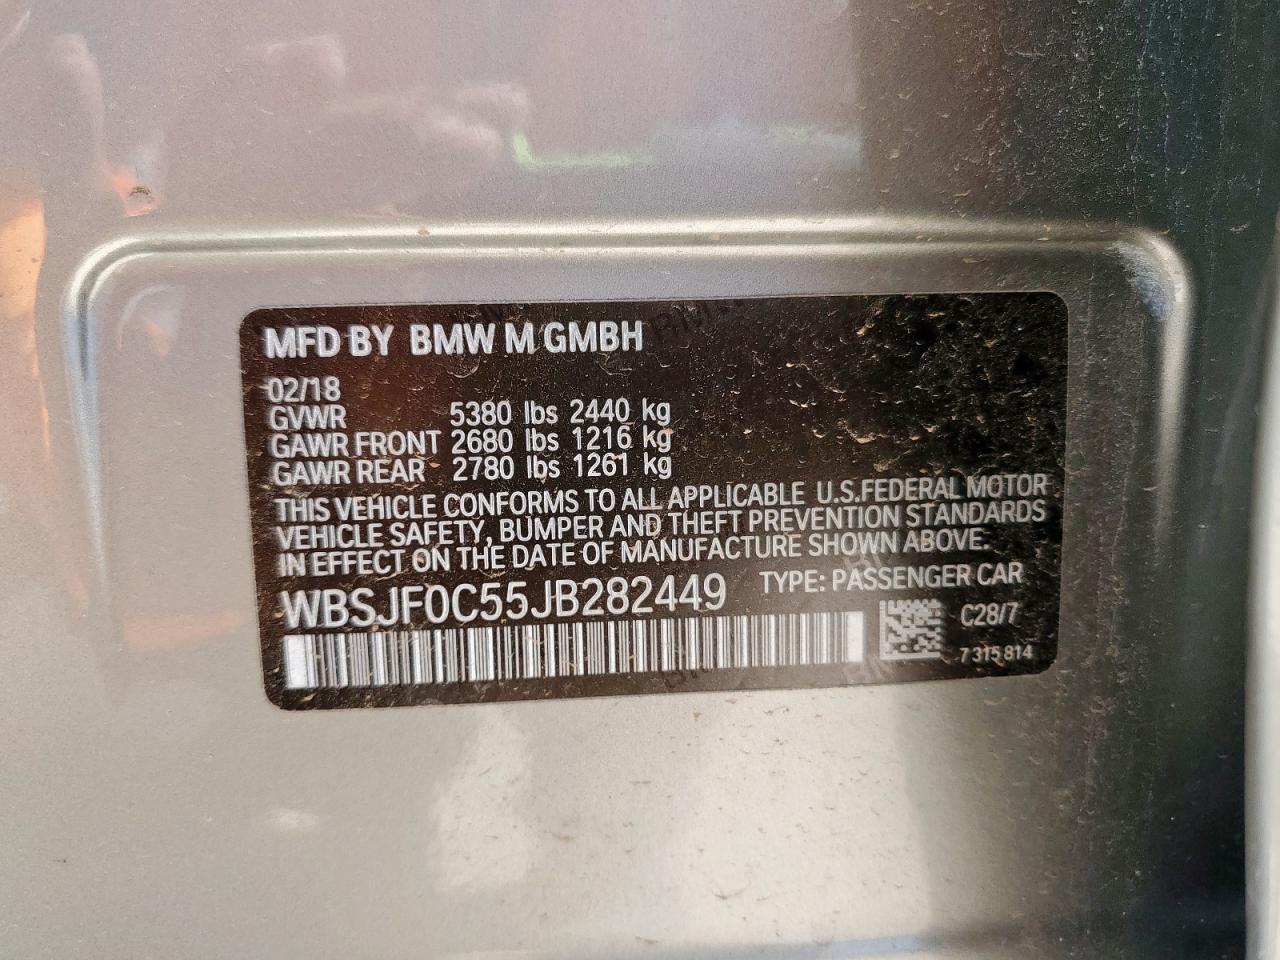 MFD BY BMW M GMBH
02/18
GVWR 5380 lbs 2440 kg
GAWR FRONT 2680 lbs 1216 kg
GAWR REAR 2780 lbs 1261 kg
THIS VEHICLE CONFORMS TO ALL APPLICABLE U.S.FEDERAL MOTOR
VEHICLE SAFETY, BUMPER AND THEFT PREVENTION STANDARDS
IN EFFECT ON THE DATE OF MANUFACTURE SHOWN ABOVE.
WBSJF0C55JB282449 TYPE: PASSENGER CAR
C28/7
7 315 814